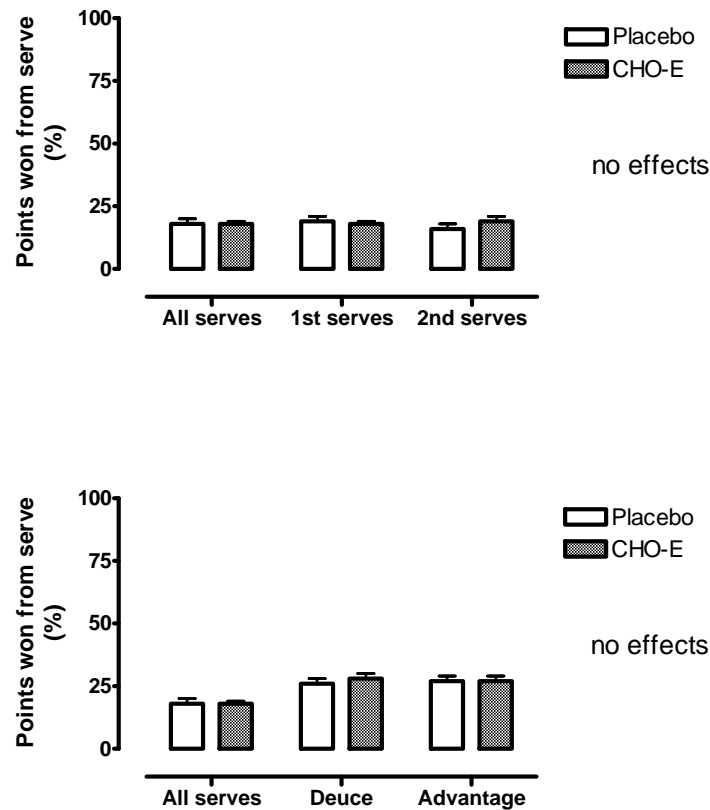 Points won from serve
(%)
100
75
50
25
0
Placebo
CHO-E
no effects
All serves 1st serves 2nd serves
Points won from serve
(%)
100
75
50
25
0
Placebo
CHO-E
no effects
All serves Deuce Advantage